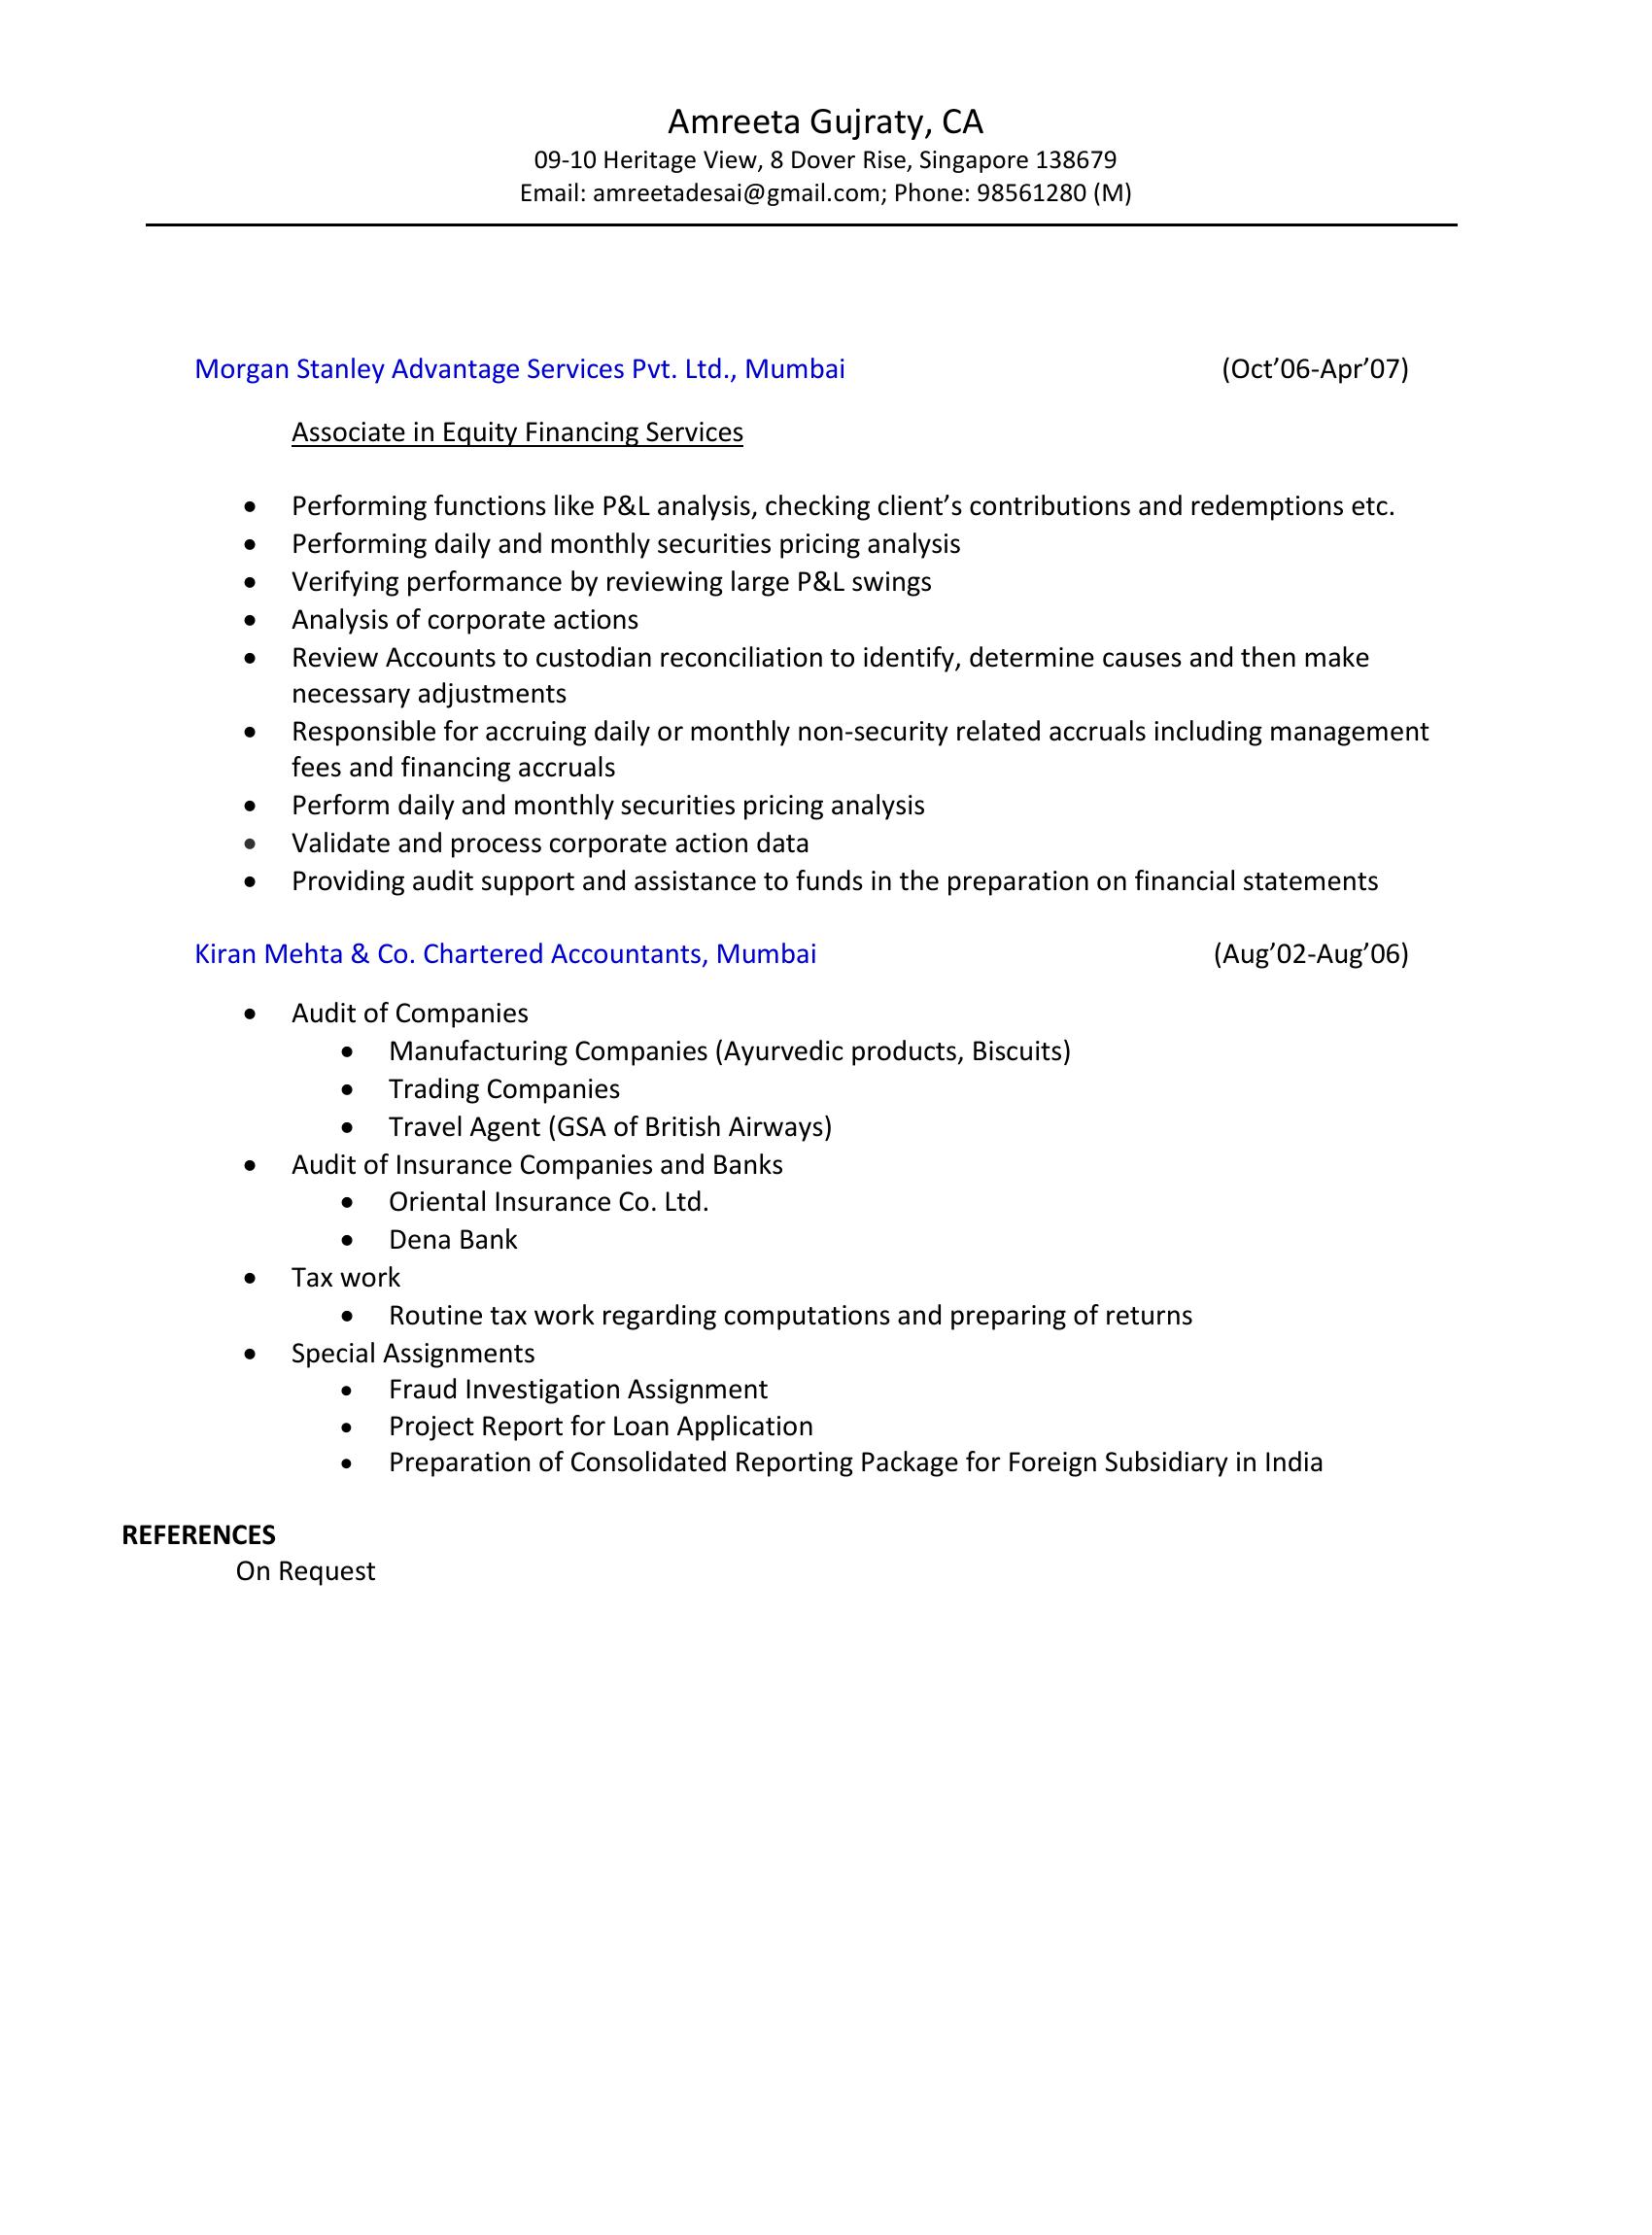 Amreeta Gujraty, CA
09-10 Heritage View, 8 Dover Rise, Singapore 138679
Email: amreetadesai@gmail.com; Phone: 98561280 (M)
Morgan Stanley Advantage Services Pvt. Ltd., Mumbai (Oct’06-Apr’07)
Associate in Equity Financing Services
• Performing functions like P&L analysis, checking client’s contributions and redemptions etc.
• Performing daily and monthly securities pricing analysis
• Verifying performance by reviewing large P&L swings
• Analysis of corporate actions
• Review Accounts to custodian reconciliation to identify, determine causes and then make
necessary adjustments
• Responsible for accruing daily or monthly non-security related accruals including management
fees and financing accruals
• Perform daily and monthly securities pricing analysis
• Validate and process corporate action data
• Providing audit support and assistance to funds in the preparation on financial statements
Kiran Mehta & Co. Chartered Accountants, Mumbai (Aug’02-Aug’06)
• Audit of Companies
• Manufacturing Companies (Ayurvedic products, Biscuits)
• Trading Companies
• Travel Agent (GSA of British Airways)
• Audit of Insurance Companies and Banks
• Oriental Insurance Co. Ltd.
• Dena Bank
• Tax work
• Routine tax work regarding computations and preparing of returns
• Special Assignments
• Fraud Investigation Assignment
• Project Report for Loan Application
• Preparation of Consolidated Reporting Package for Foreign Subsidiary in India
REFERENCES
On Request